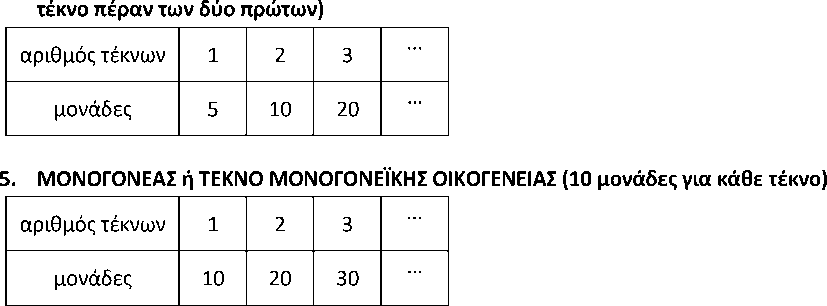 τέκνο πέραν των δύο πρώτων)
αριθμός τέκνων 1 2 3 ...
μονάδες 5 10 20 ...
5. ΜΟΝΟΓΟΝΕΑΣ ή ΤΕΚΝΟ ΜΟΝΟΓΟΝΕΪΚΗΣ ΟΙΚΟΓΕΝΕΙΑΣ (10 μονάδες για κάθε τέκνο)
αριθμός τέκνων 1 2 3 ...
μονάδες 10 20 30 ...